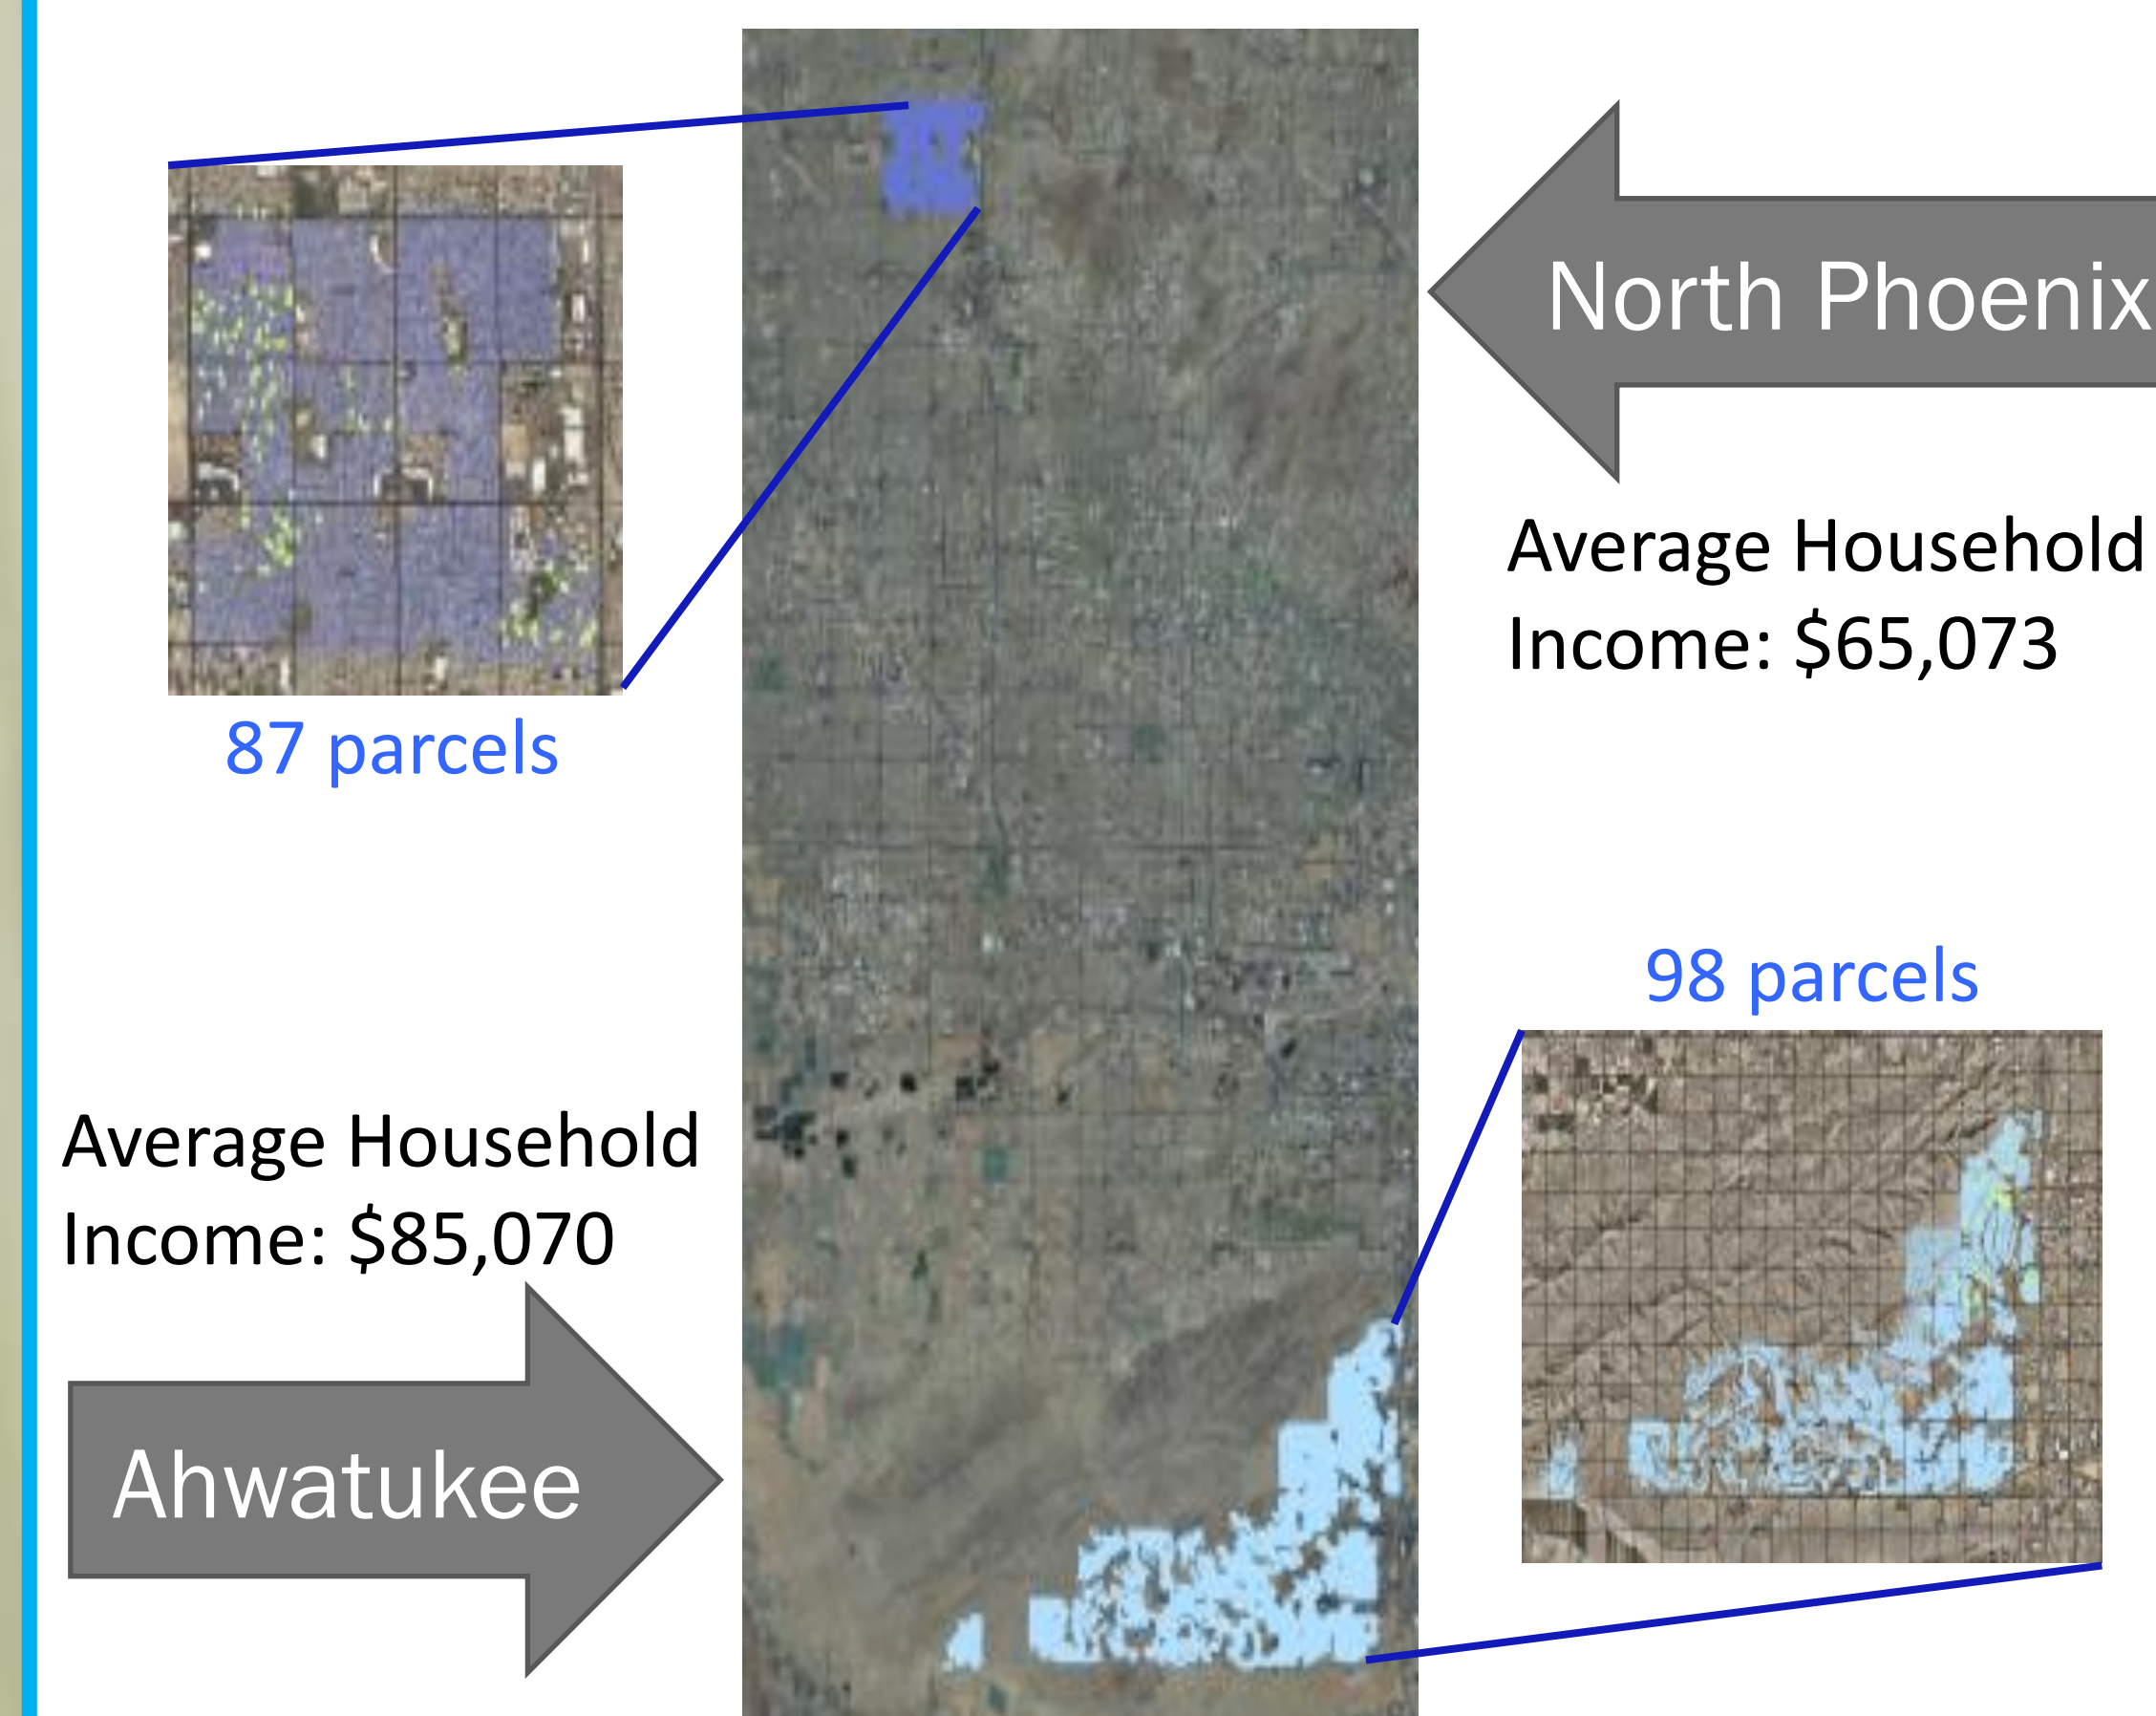 North Phoenix
Average Household
Income: $65,073
87 parcels
98 parcels
Average Household
Income: $85,070
Ahwatukee